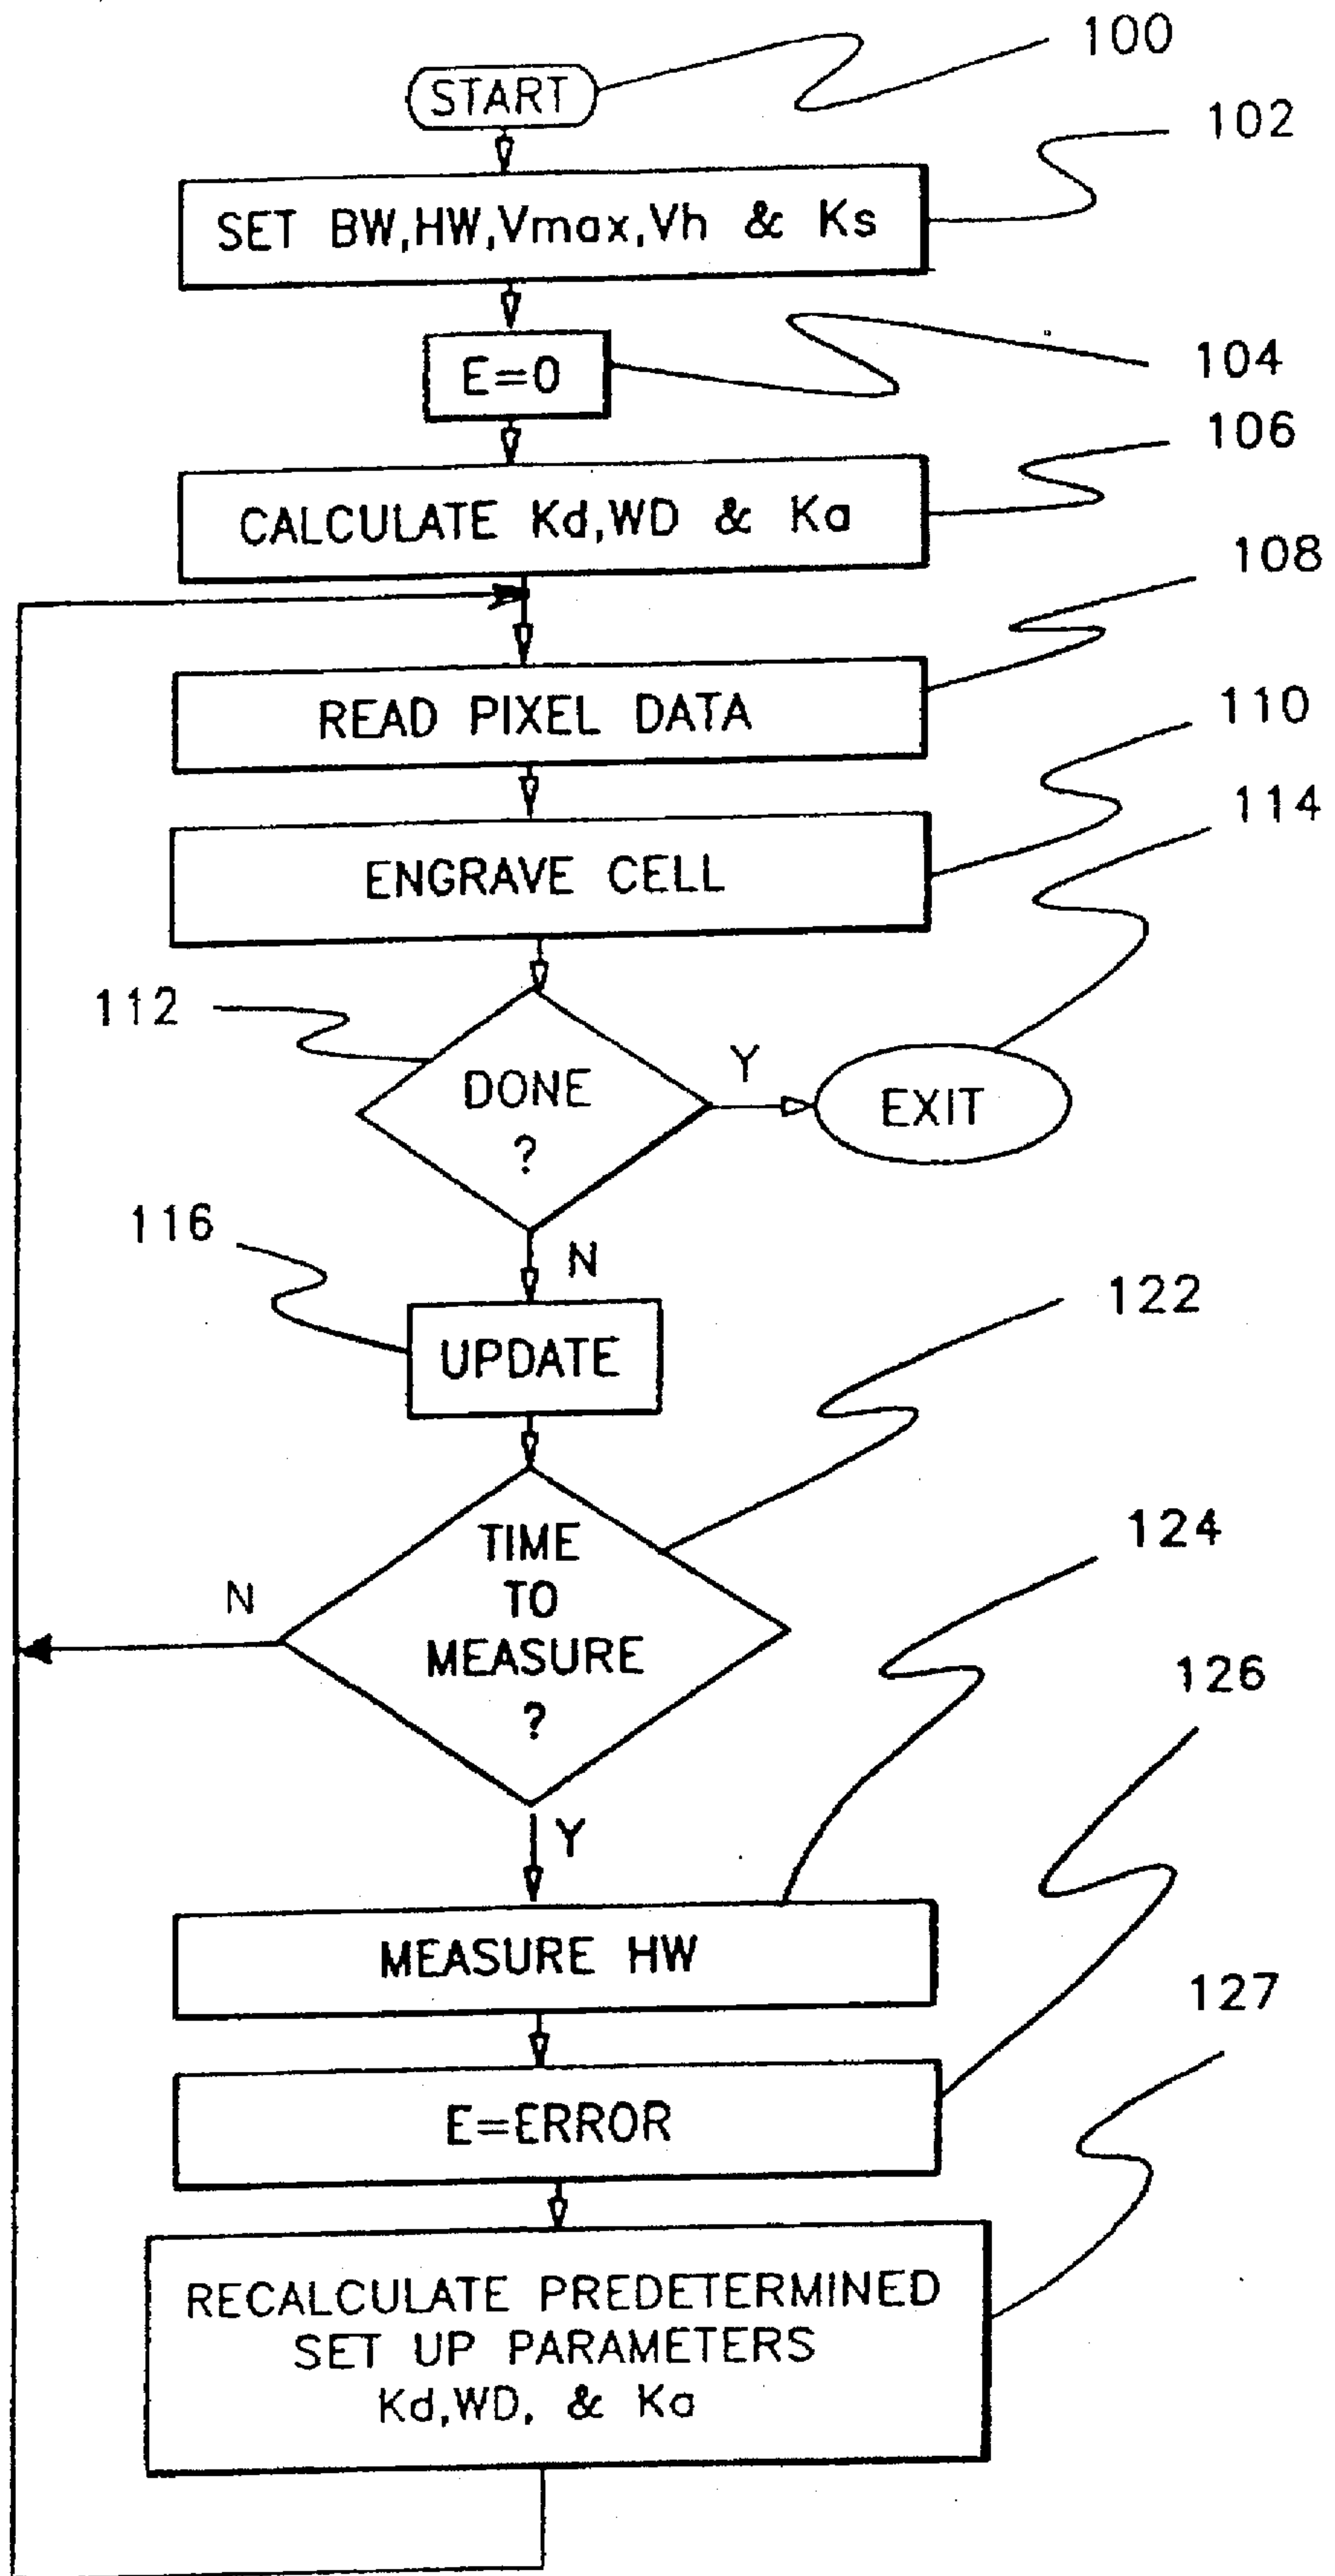 100
START
102
SET BW,HW,Vmax,Vh & Ks
104
E=0
106
CALCULATE Kd,WD & Ka
108
READ PIXEL DATA
110
ENGRAVE CELL
114
112
DONE
?
Y
EXIT
116
N
UPDATE
122
TIME
TO
MEASURE
?
N
124
Y
126
MEASURE HW
127
E=ERROR
RECALCULATE PREDETERMINED
SET UP PARAMETERS
Kd,WD, & Ka